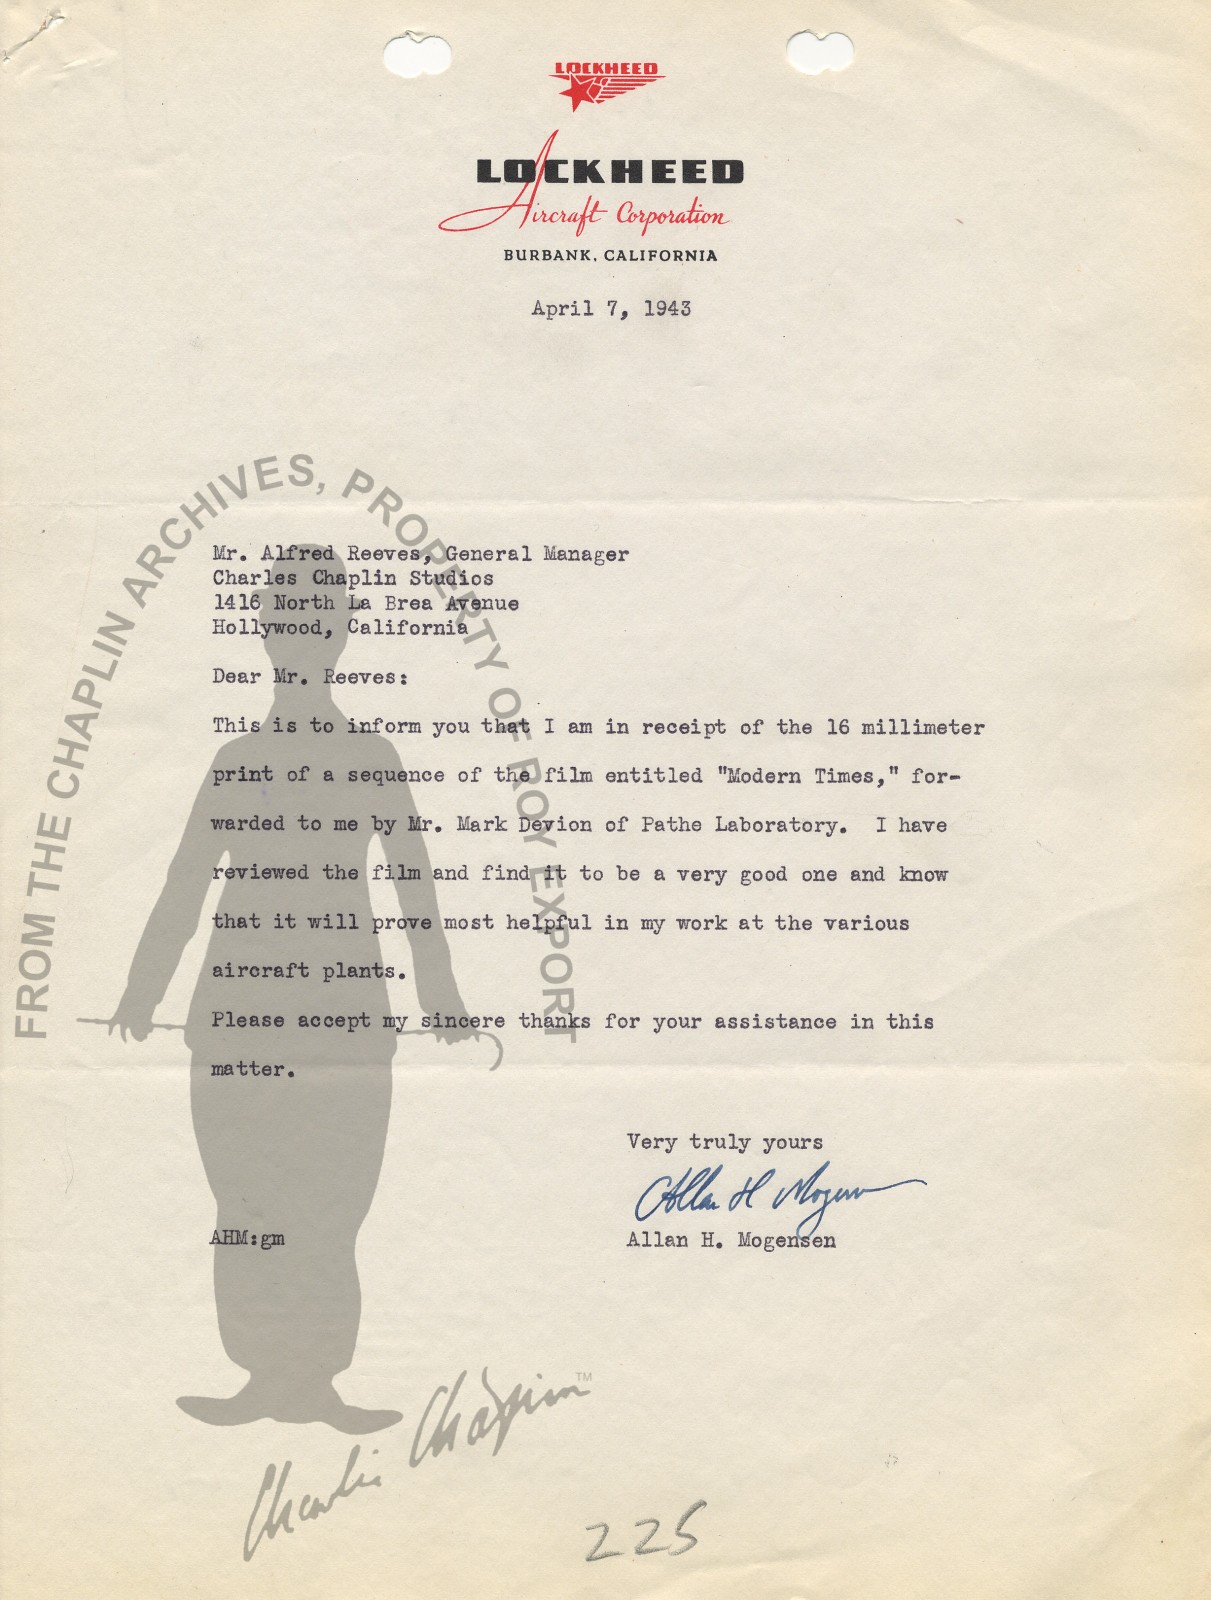 LOCKHEED
LOCKHEED
Aircraft Corporation
BURBANK, CALIFORNIA
April 7, 1943
FROM THE CHAPLIN ARCHIVES, PROPERTY OF ROY EXPORT
Mr. Alfred Reeves, General Manager
Charles Chaplin Studios
1416 North La Brea Avenue
Hollywood, California
Dear Mr. Reeves:
This is to inform you that I am in receipt of the 16 millimeter
print of a sequence of the film entitled "Modern Times," for-
warded to me by Mr. Mark Devion of Pathe Laboratory.  I have
reviewed the film and find it to be a very good one and know
that it will prove most helpful in my work at the various
aircraft plants.
Please accept my sincere thanks for your assistance in this
matter.
Very truly yours
Allan H Mogensen
AHM:gm
Allan H. Mogensen
Charlie Chaplin TM
225